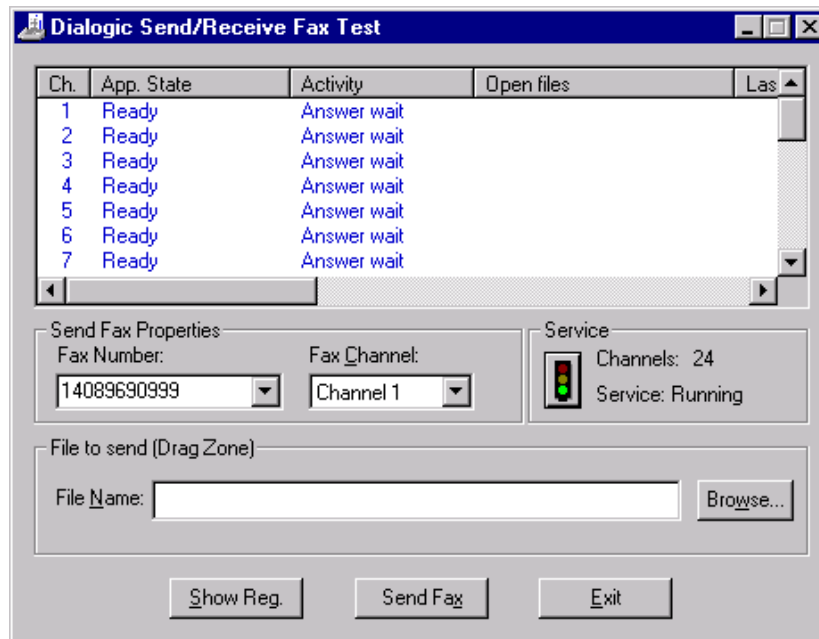 Dialogic Send/Receive Fax Test
Ch. App. State Activity Open files Las
1 Ready Answer wait
2 Ready Answer wait
3 Ready Answer wait
4 Ready Answer wait
5 Ready Answer wait
6 Ready Answer wait
7 Ready Answer wait
Send Fax Properties
Fax Number: Fax Channel:
14089690999 Channel 1
Service
Channels: 24
Service: Running
File to send (Drag Zone)
File Name: Browse...
Show Reg. Send Fax Exit